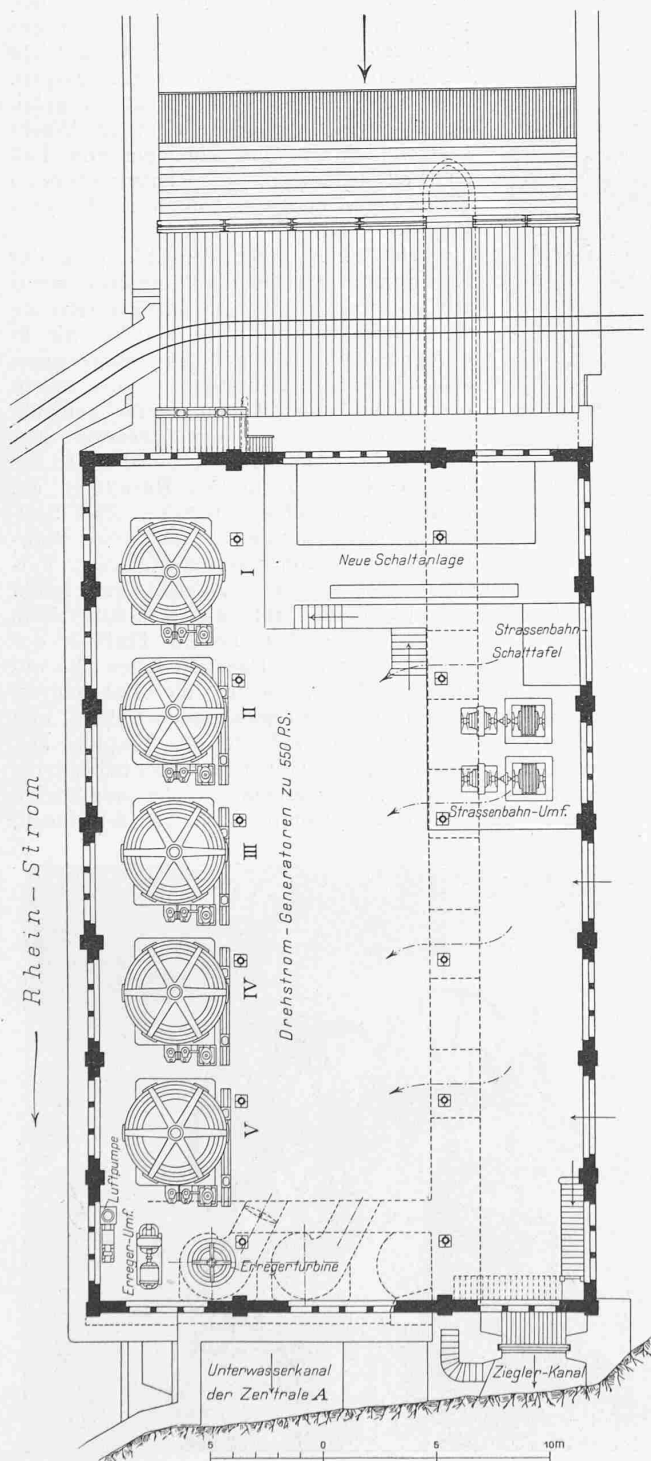 Neue Schaltanlage
Strassenbahn-
Schalttafel
I
II
III
IV
V
Drehstrom-Generatoren zu 550 P.S.
Strassenbahn-Umf.
Rhein-Strom
Luftpumpe
Erreger-Umf.
Erregerturbine
Unterwasserkanal
der Zentrale A
Ziegler-Kanal
5 0 5 10m